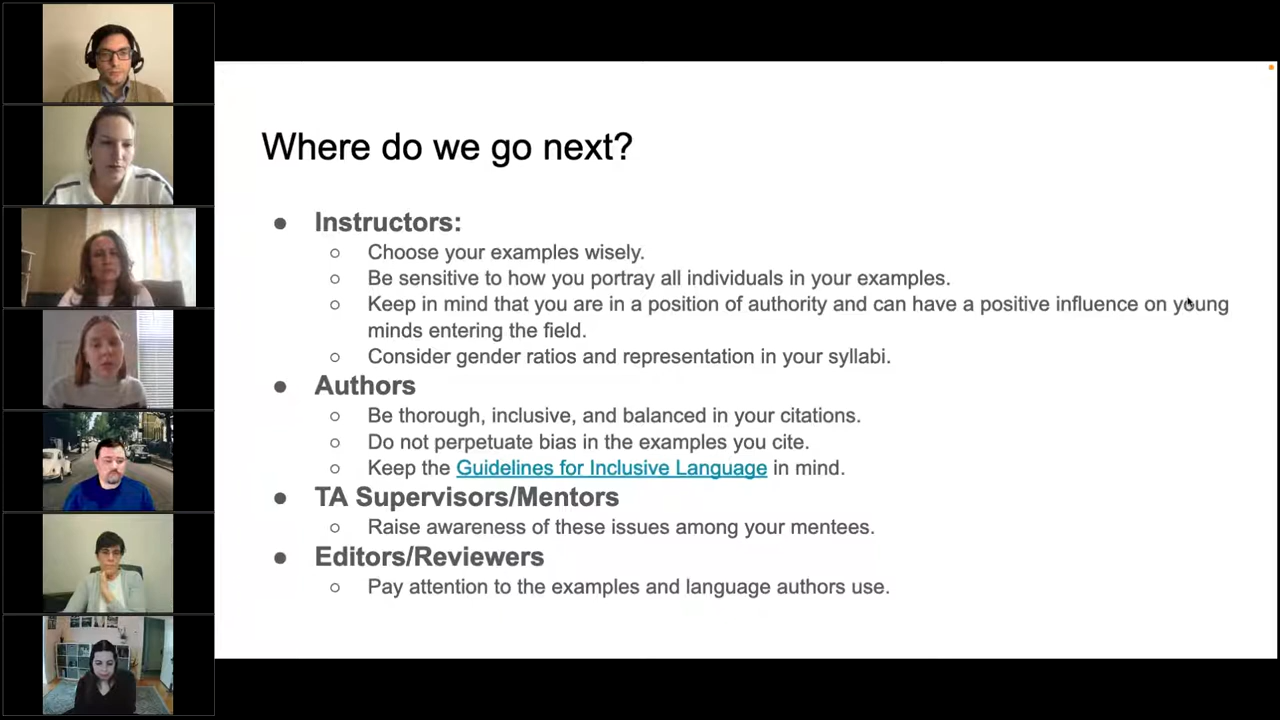 Where do we go next?
● Instructors:
○ Choose your examples wisely.
○ Be sensitive to how you portray all individuals in your examples.
○ Keep in mind that you are in a position of authority and can have a positive influence on young
minds entering the field.
○ Consider gender ratios and representation in your syllabi.
● Authors
○ Be thorough, inclusive, and balanced in your citations.
○ Do not perpetuate bias in the examples you cite.
○ Keep the Guidelines for Inclusive Language in mind.
● TA Supervisors/Mentors
○ Raise awareness of these issues among your mentees.
● Editors/Reviewers
○ Pay attention to the examples and language authors use.